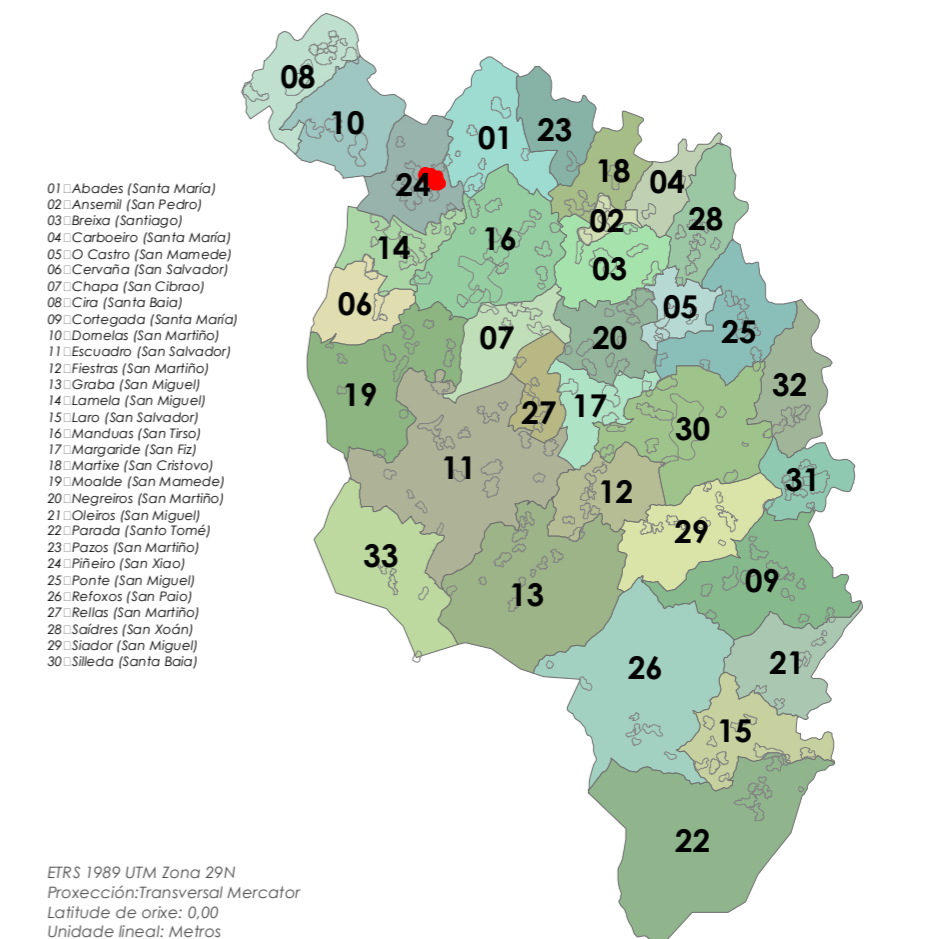 08
10
01
23
18
04
24
02
28
14
16
03
06
05
07
20
25
19
27
17
32
30
11
12
31
29
33
13
09
26
21
15
22
01□Abades (Santa María)
02□Ansemil (San Pedro)
03□Breixa (Santiago)
04□Carboeiro (Santa María)
05□O Castro (San Mamede)
06□Cervaña (San Salvador)
07□Chapa (San Cibrao)
08□Cira (Santa Baia)
09□Cortegada (Santa María)
10□Dornelas (San Martiño)
11□Escuadro (San Salvador)
12□Fiestras (San Martiño)
13□Graba (San Miguel)
14□Lamela (San Miguel)
15□Laro (San Salvador)
16□Manduas (San Tirso)
17□Margaride (San Fiz)
18□Martixe (San Cristovo)
19□Moalde (San Mamede)
20□Negreiros (San Martiño)
21□Oleiros (San Miguel)
22□Parada (Santo Tomé)
23□Pazos (San Martiño)
24□Piñeiro (San Xiao)
25□Ponte (San Miguel)
26□Refoxos (San Paio)
27□Rellas (San Martiño)
28□Saídres (San Xoán)
29□Siador (San Miguel)
30□Silleda (Santa Baia)
ETRS 1989 UTM Zona 29N
Proxección:Transversal Mercator
Latitude de orixe: 0,00
Unidade lineal: Metros